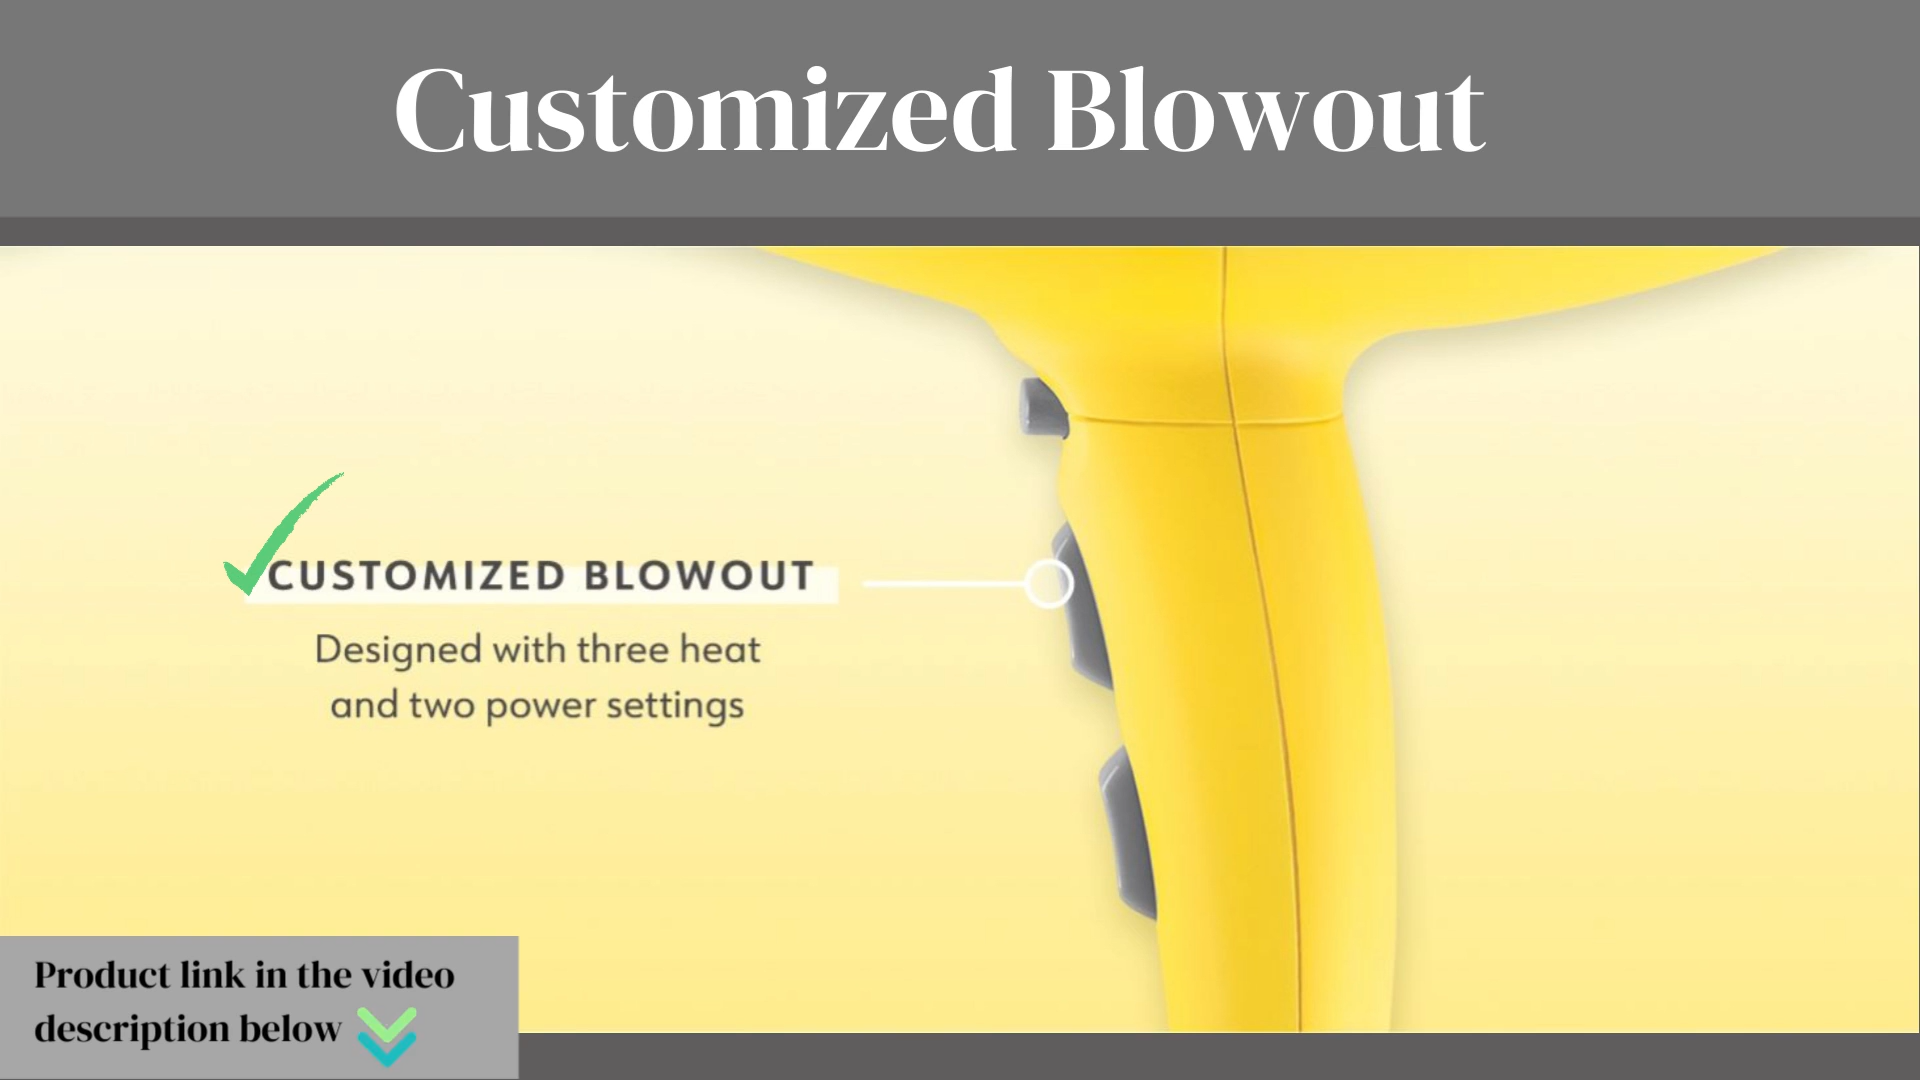 Customized Blowout
CUSTOMIZED BLOWOUT
Designed with three heat
and two power settings
Product link in the video
description below